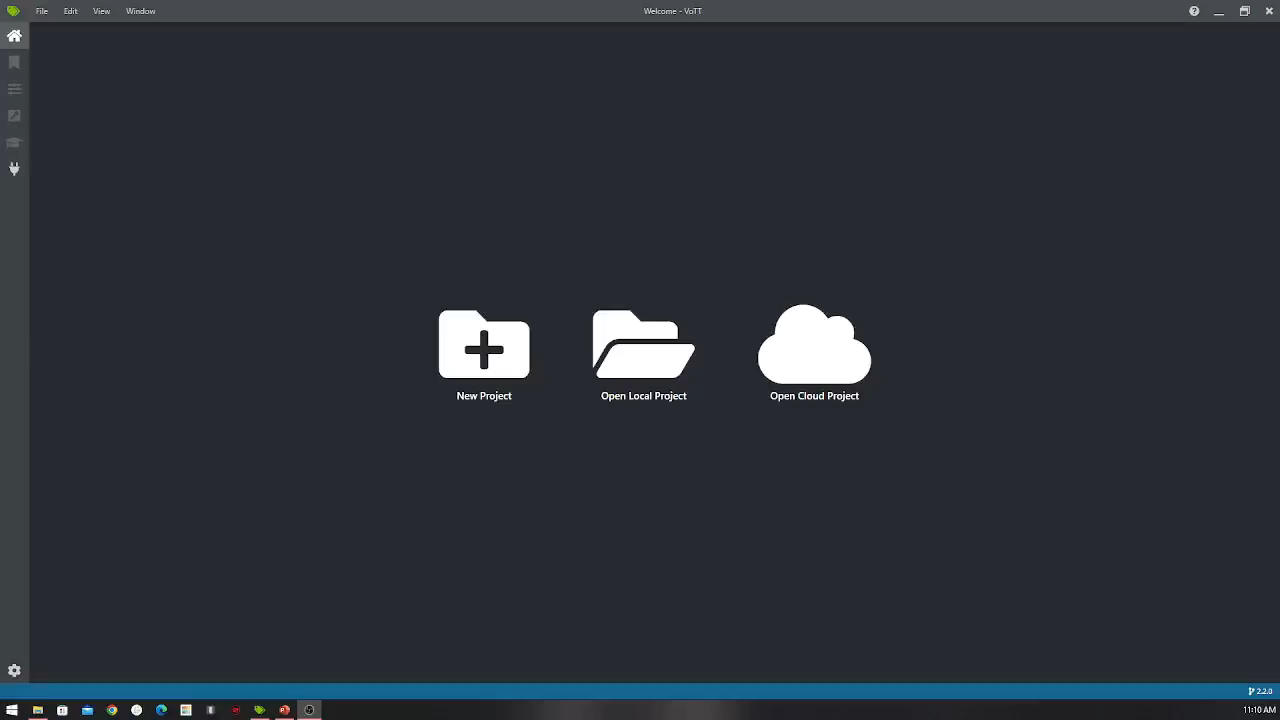 File Edit View Window Welcome - VoTT
New Project Open Local Project Open Cloud Project
2.2.0
11:10 AM